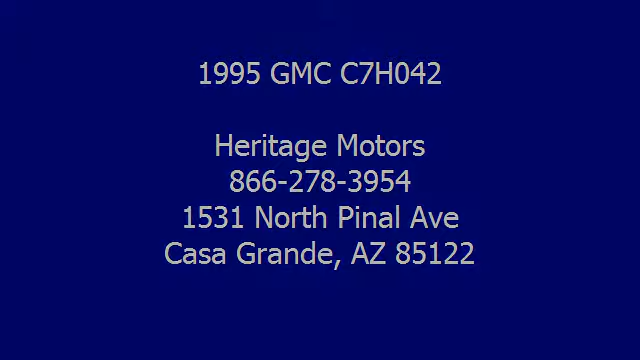 1995 GMC C7H042
Heritage Motors
866-278-3954
1531 North Pinal Ave
Casa Grande, AZ 85122